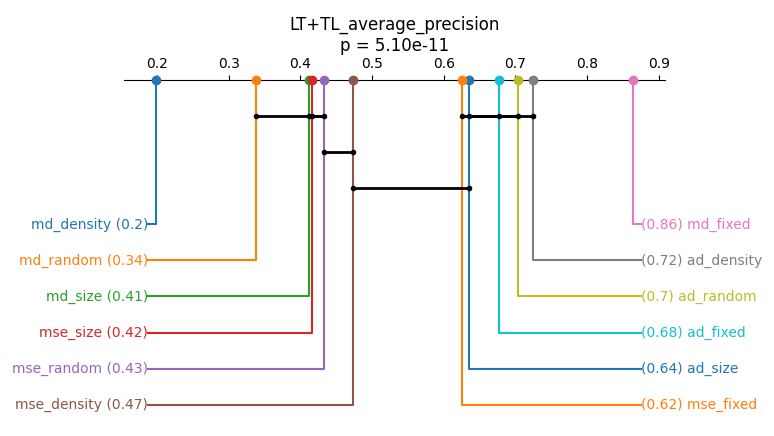 LT+TL_average_precision
p = 5.10e-11
0.2 0.3 0.4 0.5 0.6 0.7 0.8 0.9
md_density (0.2) (0.86) md_fixed
md_random (0.34) (0.72) ad_density
md_size (0.41) (0.7) ad_random
mse_size (0.42) (0.68) ad_fixed
mse_random (0.43) (0.64) ad_size
mse_density (0.47) (0.62) mse_fixed